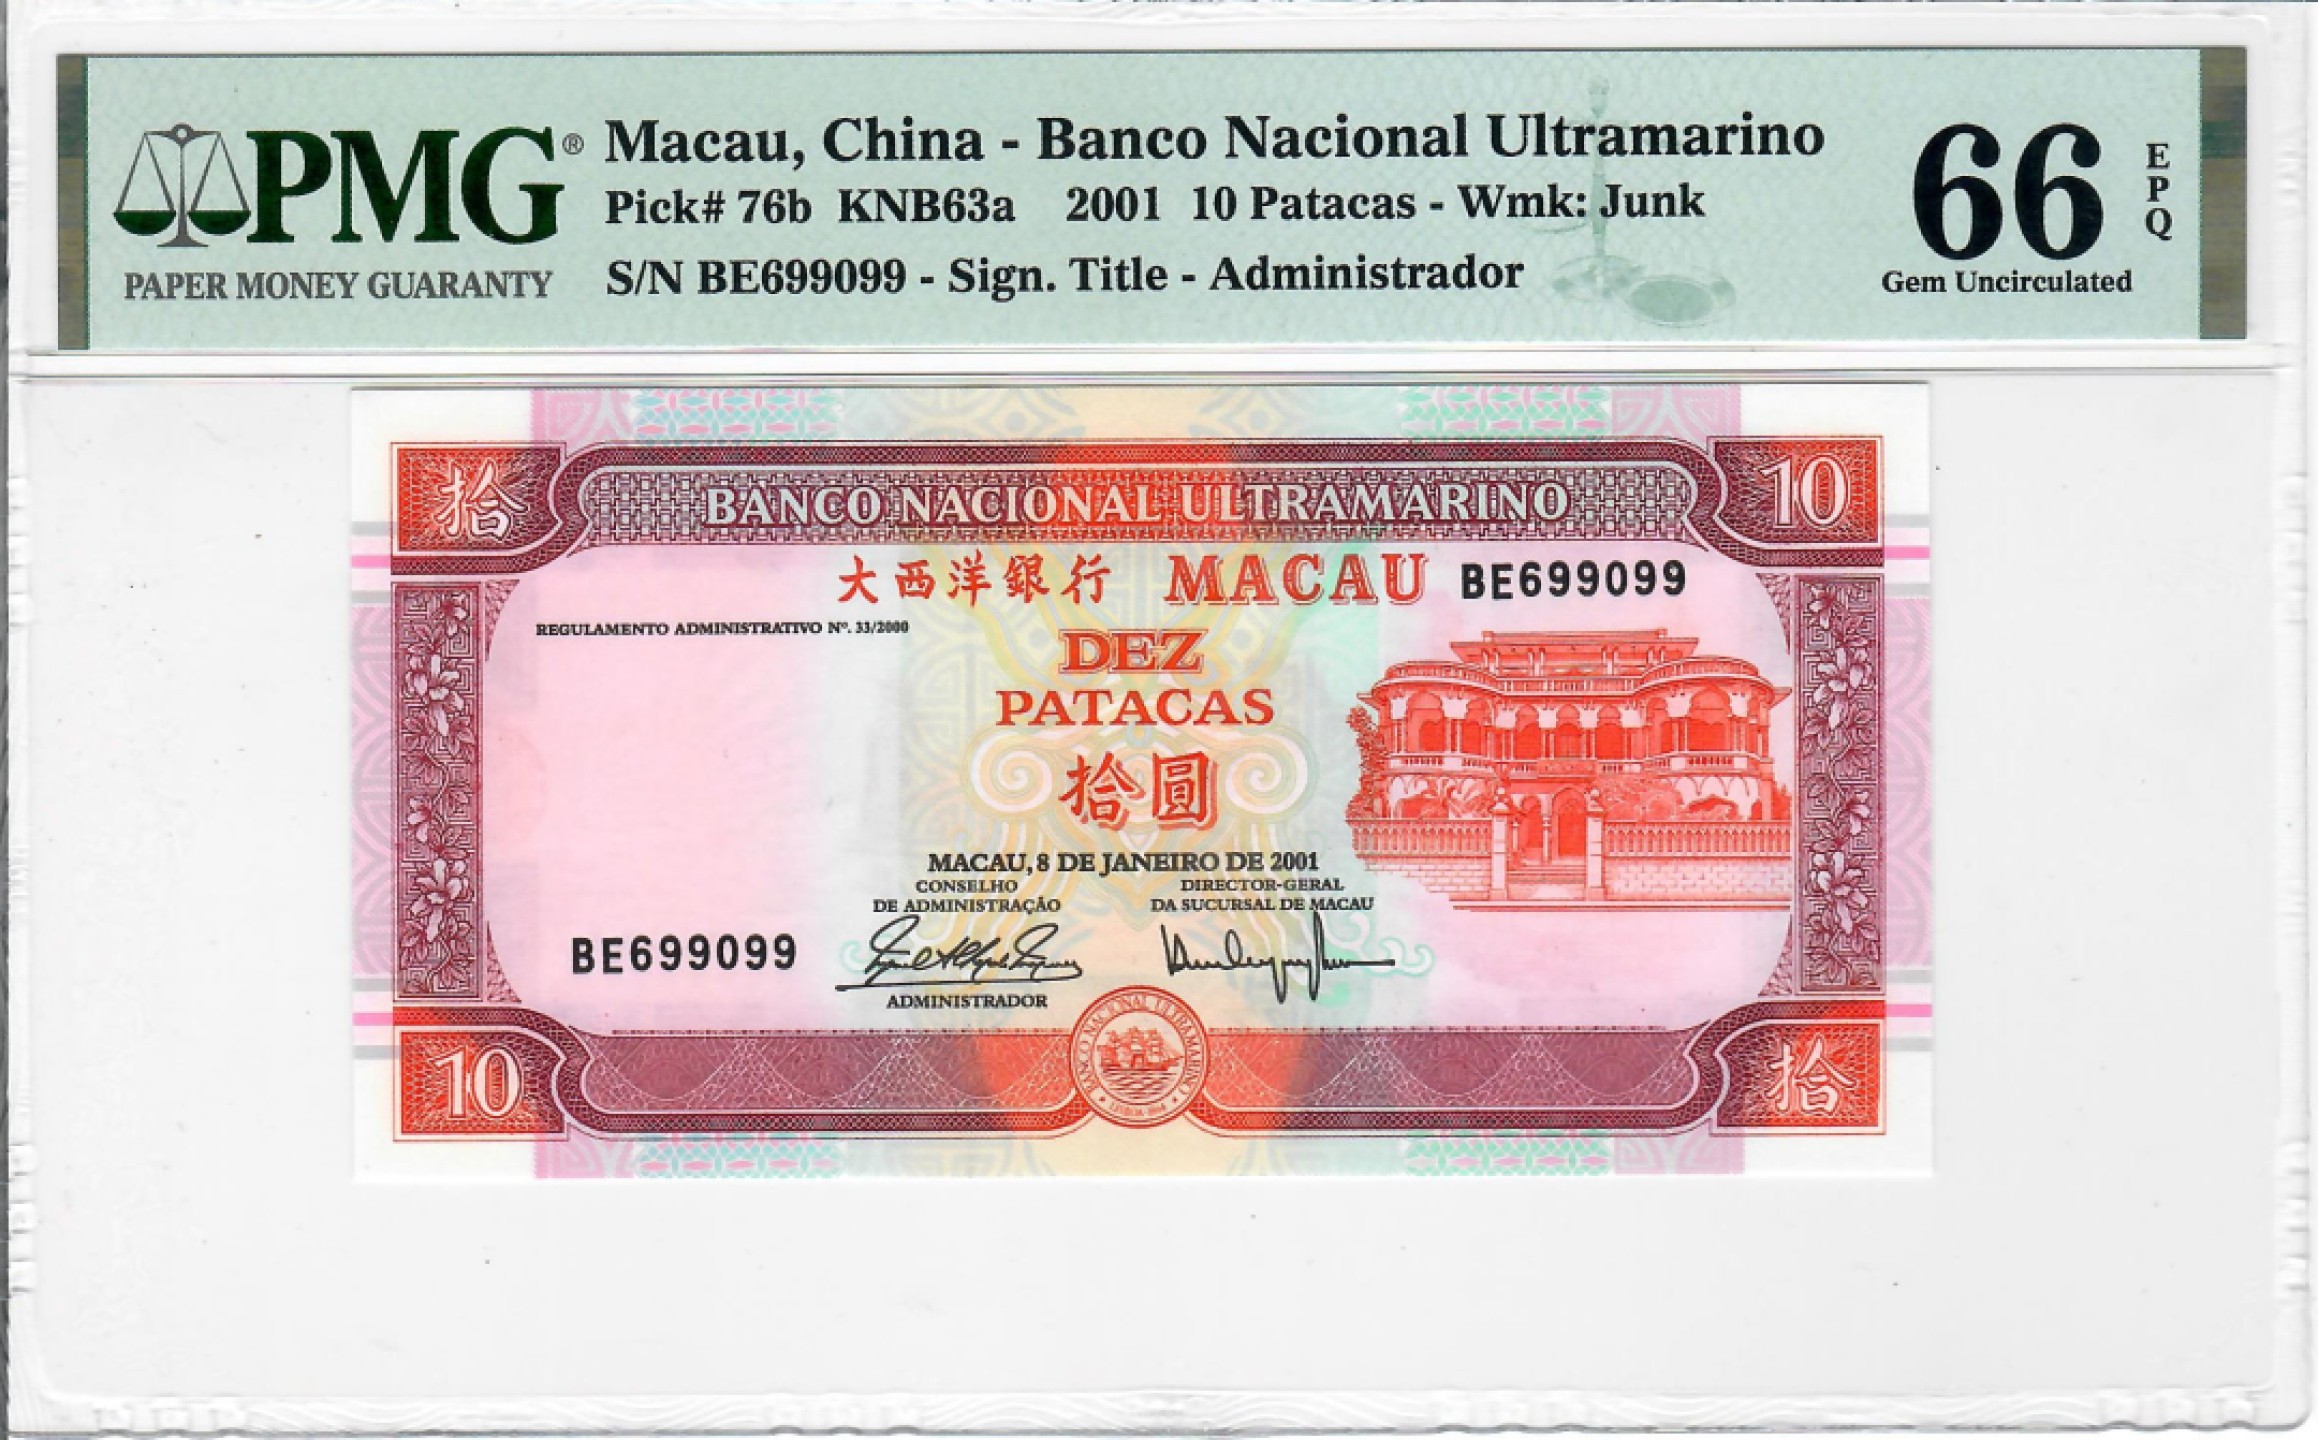 PMG®
PAPER MONEY GUARANTY
Macau, China - Banco Nacional Ultramarino
Pick# 76b KNB63a 2001 10 Patacas - Wmk: Junk
S/N BE699099 - Sign. Title - Administrador
66
EPQ
Gem Uncirculated
拾
BANCO NACIONAL ULTRAMARINO
10
大西洋銀行 MACAU BE699099
REGULAMENTO ADMINISTRATIVO Nº. 33/2000
DEZ
PATACAS
拾圓
MACAU, 8 DE JANEIRO DE 2001
CONSELHO
DE ADMINISTRAÇÃO
DIRECTOR-GERAL
DA SUCURSAL DE MACAU
BE699099
ADMINISTRADOR
BANCO NACIONAL ULTRAMARINO
10
拾